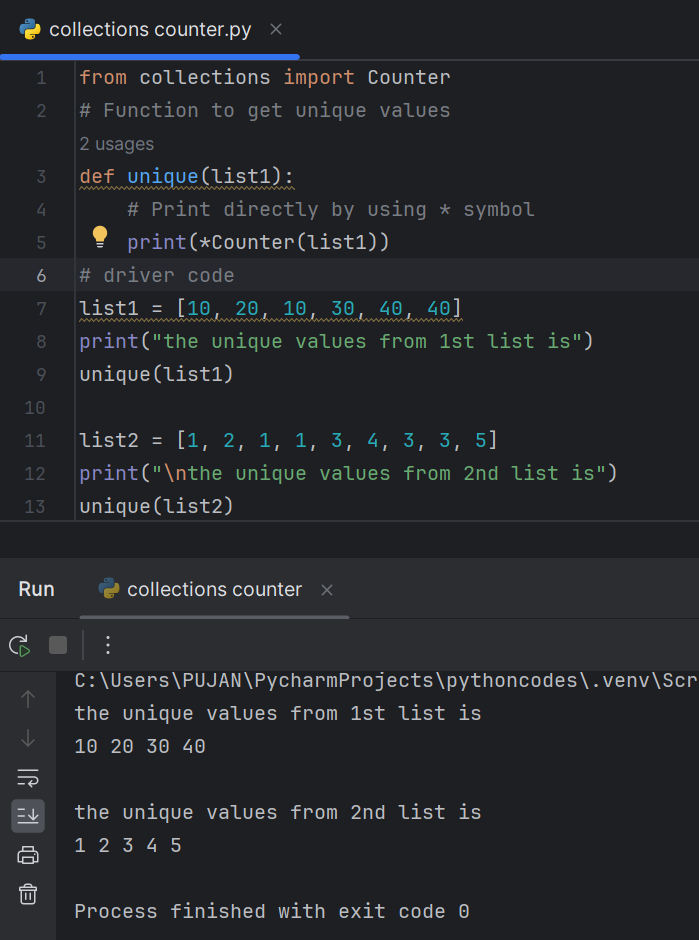 collections counter.py
1 from collections import Counter
2 # Function to get unique values
2 usages
3 def unique(list1):
4 # Print directly by using * symbol
5 print(*Counter(list1))
6 # driver code
7 list1 = [10, 20, 10, 30, 40, 40]
8 print("the unique values from 1st list is")
9 unique(list1)
10
11 list2 = [1, 2, 1, 1, 3, 4, 3, 3, 5]
12 print("\nthe unique values from 2nd list is")
13 unique(list2)
Run collections counter
C:\Users\PUJAN\PycharmProjects\pythoncodes\.venv\Scr
the unique values from 1st list is
10 20 30 40
the unique values from 2nd list is
1 2 3 4 5
Process finished with exit code 0